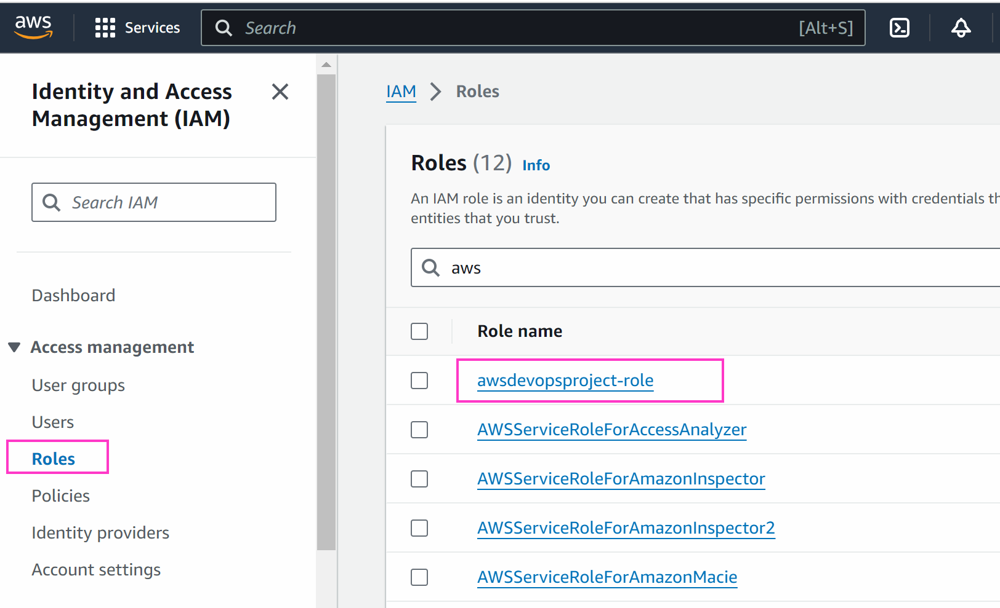 aws
Services
Search
[Alt+S]
Identity and Access
Management (IAM)
Search IAM
Dashboard
Access management
User groups
Users
Roles
Policies
Identity providers
Account settings
IAM
Roles
Roles (12) Info
An IAM role is an identity you can create that has specific permissions with credentials th
entities that you trust.
aws
Role name
awsdevopsproject-role
AWSServiceRoleForAccessAnalyzer
AWSServiceRoleForAmazonInspector
AWSServiceRoleForAmazonInspector2
AWSServiceRoleForAmazonMacie